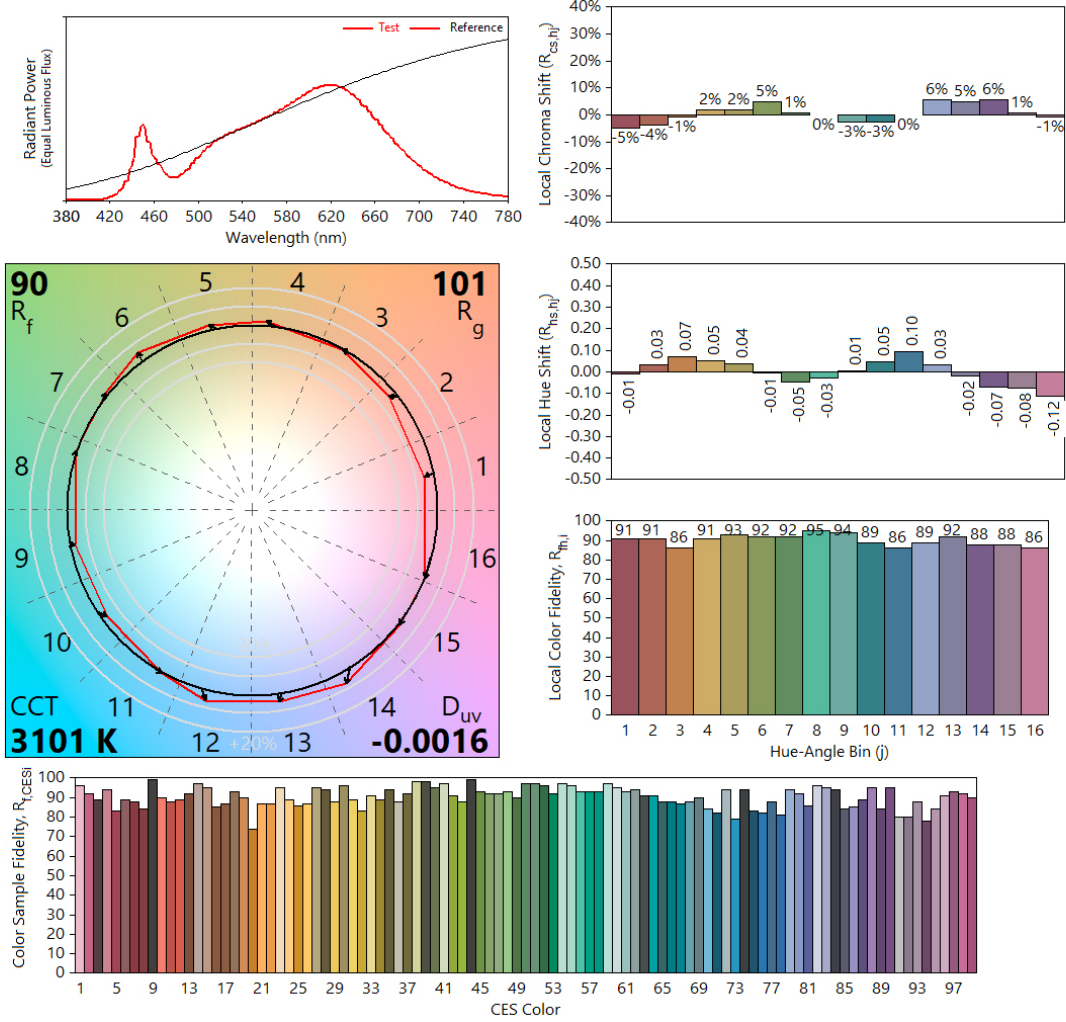 Test
Reference
Radiant Power
(Equal Luminous Flux)
380 420 460 500 540 580 620 660 700 740 780
Wavelength (nm)
Local Chroma Shift (Rcs,hj)
40%
30%
20%
10%
0%
-10%
-20%
-30%
-40%
-5% -4% -1% 2% 2% 5% 1% 0% -3% -3% 0% 6% 5% 6% 1% -1%
90
Rf
101
Rg
1
2
3
4
5
6
7
8
9
10
11
12
13
14
15
16
+20%
CCT
3101 K
Duv
-0.0016
Local Hue Shift (Rhs,hj)
0.50
0.40
0.30
0.20
0.10
0.00
-0.10
-0.20
-0.30
-0.40
-0.50
-0.01 0.03 0.07 0.05 0.04 -0.01 -0.05 -0.03 0.01 0.05 0.10 0.03 -0.02 -0.07 -0.08 -0.12
Local Color Fidelity, Rfh,i
100
90
80
70
60
50
40
30
20
10
0
91 91 86 91 93 92 92 95 94 89 86 89 92 88 88 86
1 2 3 4 5 6 7 8 9 10 11 12 13 14 15 16
Hue-Angle Bin (j)
Color Sample Fidelity, Rf,CESi
100
90
80
70
60
50
40
30
20
10
0
1 5 9 13 17 21 25 29 33 37 41 45 49 53 57 61 65 69 73 77 81 85 89 93 97
CES Color